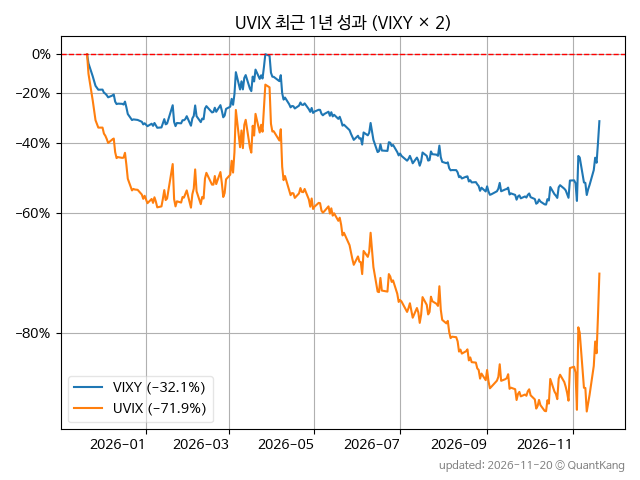 UVIX 최근 1년 성과 (VIXY × 2)
0%
−20%
−40%
−60%
−80%
VIXY (−32.1%)
UVIX (−71.9%)
2026-01 2026-03 2026-05 2026-07 2026-09 2026-11
updated: 2026-11-20 © QuantKang